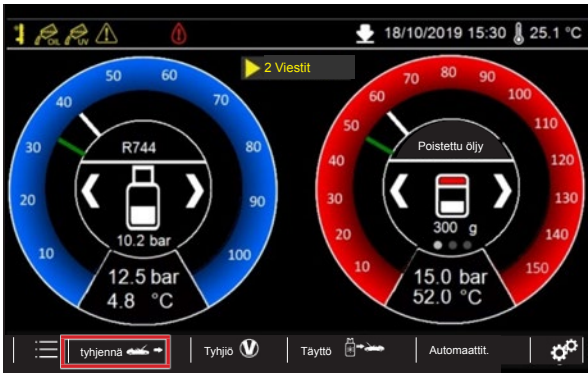 OIL UV 18/10/2019 15:30 25.1 °C
2 Viestit
10 20 30 40 50 60 70 80 90 100
R744
10.2 bar
12.5 bar
4.8 °C
10 20 30 40 50 60 70 80 90 100 110 120 130 140 150
Poistettu öljy
300 g
15.0 bar
52.0 °C
tyhjennä Tyhjiö V Täyttö Automaattit.